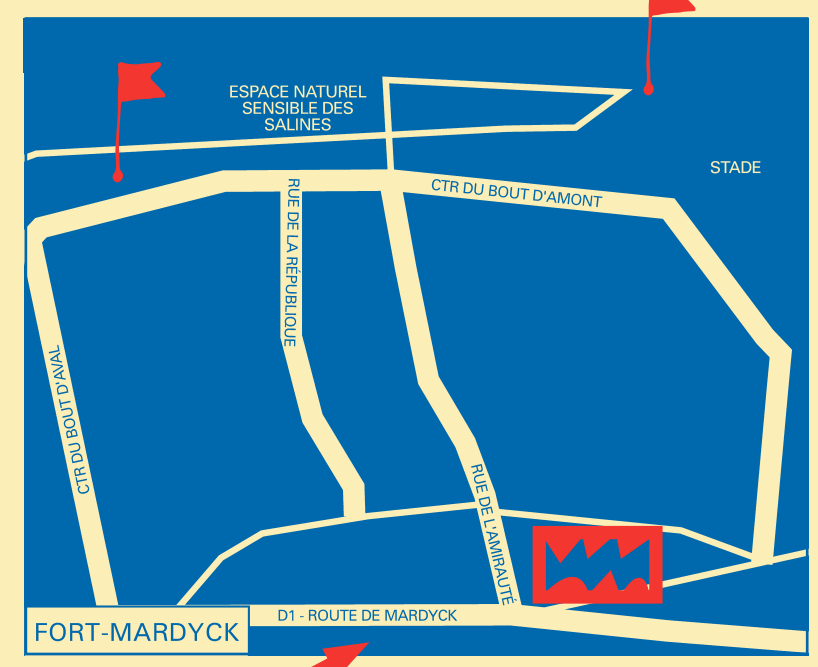 ESPACE NATUREL
SENSIBLE DES
SALINES
STADE
CTR DU BOUT D'AMONT
RUE DE LA RÉPUBLIQUE
CTR DU BOUT D'AVAL
RUE DE L'AMIRAUTÉ
D1 - ROUTE DE MARDYCK
FORT-MARDYCK